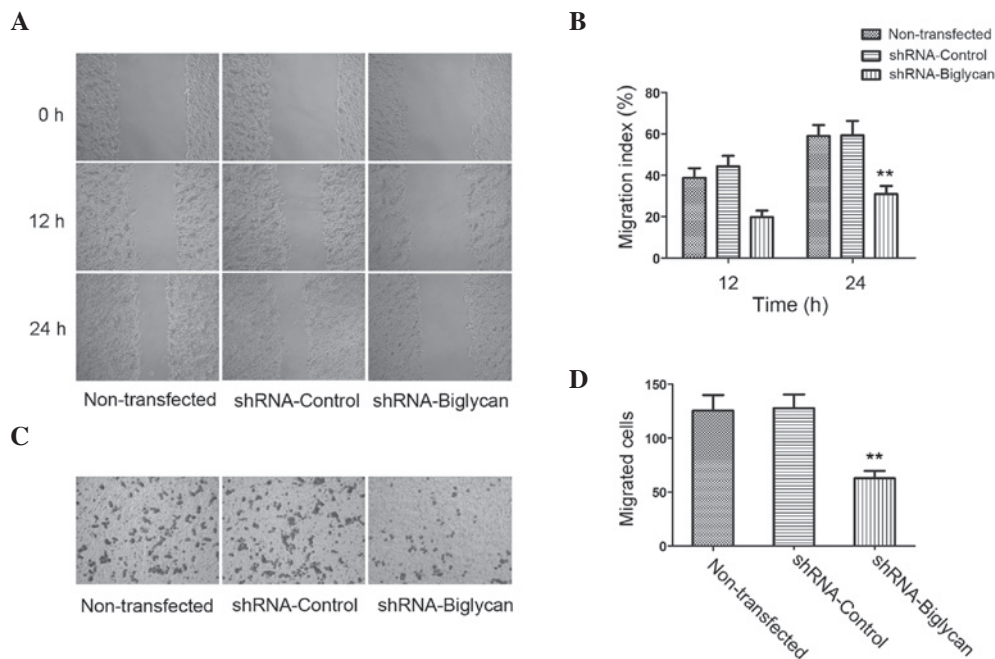 A
0 h
12 h
24 h
Non-transfected shRNA-Control shRNA-Biglycan
B
Non-transfected
shRNA-Control
shRNA-Biglycan
Migration index (%)
80
60
40
20
0
**
12 24
Time (h)
C
Non-transfected shRNA-Control shRNA-Biglycan
D
Migrated cells
150
100
50
0
**
Non-transfected
shRNA-Control
shRNA-Biglycan